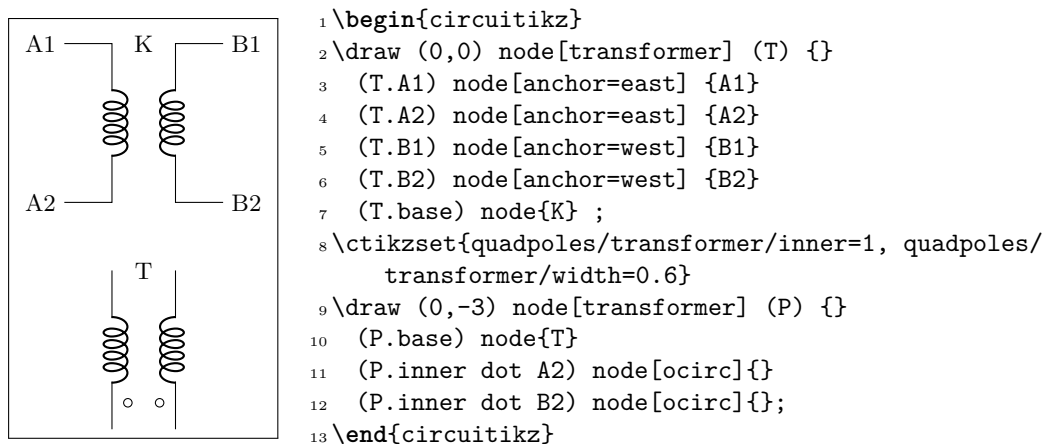 A1 K B1
A2 B2
T
1 \begin{circuitikz}
2 \draw (0,0) node[transformer] (T) {}
3 (T.A1) node[anchor=east] {A1}
4 (T.A2) node[anchor=east] {A2}
5 (T.B1) node[anchor=west] {B1}
6 (T.B2) node[anchor=west] {B2}
7 (T.base) node{K} ;
8 \ctikzset{quadpoles/transformer/inner=1, quadpoles/
transformer/width=0.6}
9 \draw (0,-3) node[transformer] (P) {}
10 (P.base) node{T}
11 (P.inner dot A2) node[ocirc]{}
12 (P.inner dot B2) node[ocirc]{};
13 \end{circuitikz}